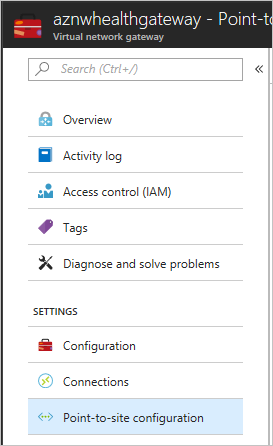 aznwhealthgateway - Point-to
Virtual network gateway
Search (Ctrl+/)
Overview
Activity log
Access control (IAM)
Tags
Diagnose and solve problems
SETTINGS
Configuration
Connections
Point-to-site configuration